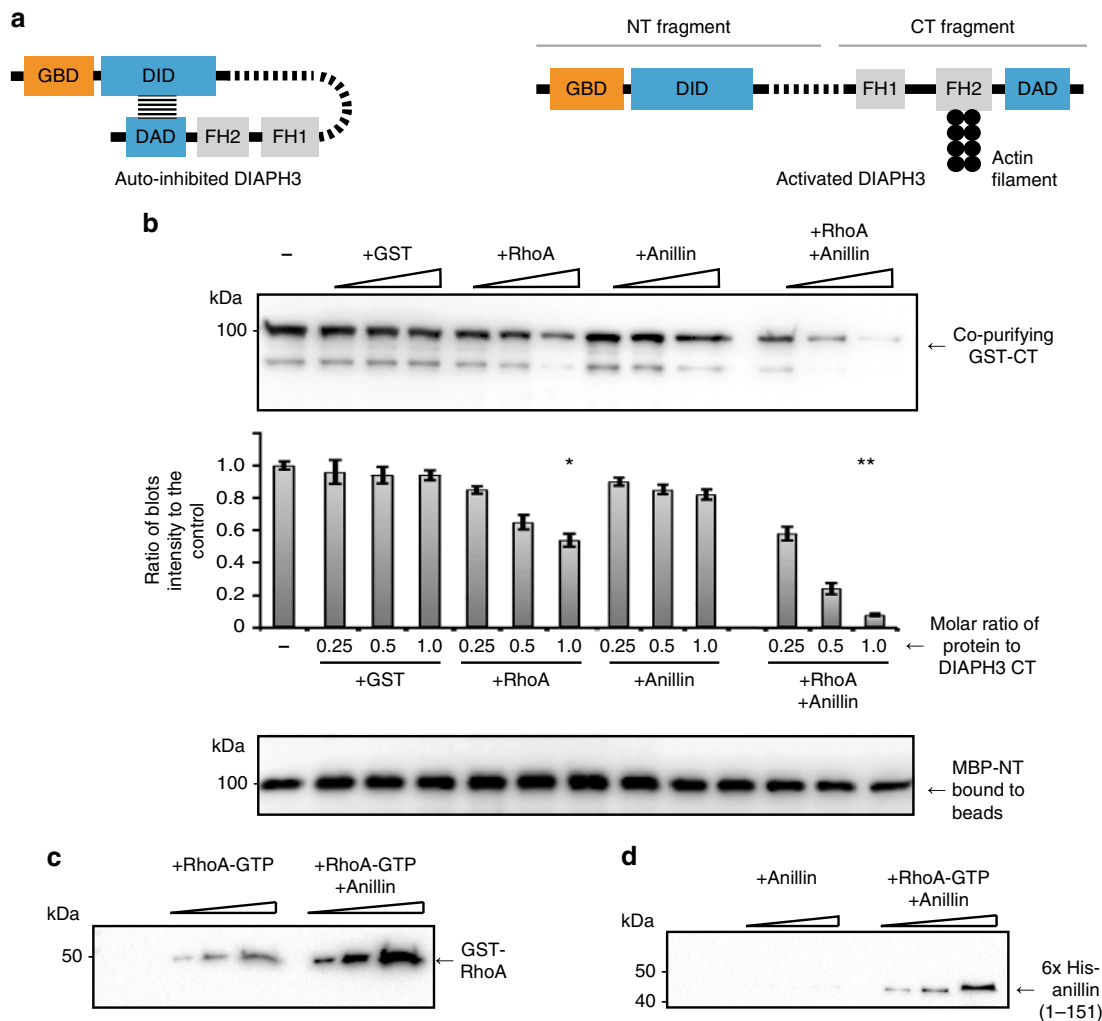 a
NT fragment
CT fragment
GBD
DID
DAD
FH2
FH1
Auto-inhibited DIAPH3
GBD
DID
FH1
FH2
DAD
Activated DIAPH3
Actin
filament
b
–
+GST
+RhoA
+Anillin
+RhoA
+Anillin
kDa
100
← Co-purifying
GST-CT
Ratio of blots
intensity to the
control
1.0
0.8
0.6
0.4
0.2
0
*
**
– 0.25 0.5 1.0 0.25 0.5 1.0 0.25 0.5 1.0 0.25 0.5 1.0
+GST
+RhoA
+Anillin
+RhoA
+Anillin
← Molar ratio of
protein to
DIAPH3 CT
kDa
100
← MBP-NT
bound to
beads
c
+RhoA-GTP
+RhoA-GTP
+Anillin
kDa
50
← GST-
RhoA
d
+Anillin
+RhoA-GTP
+Anillin
kDa
50
40
← 6x His-
anillin
(1–151)